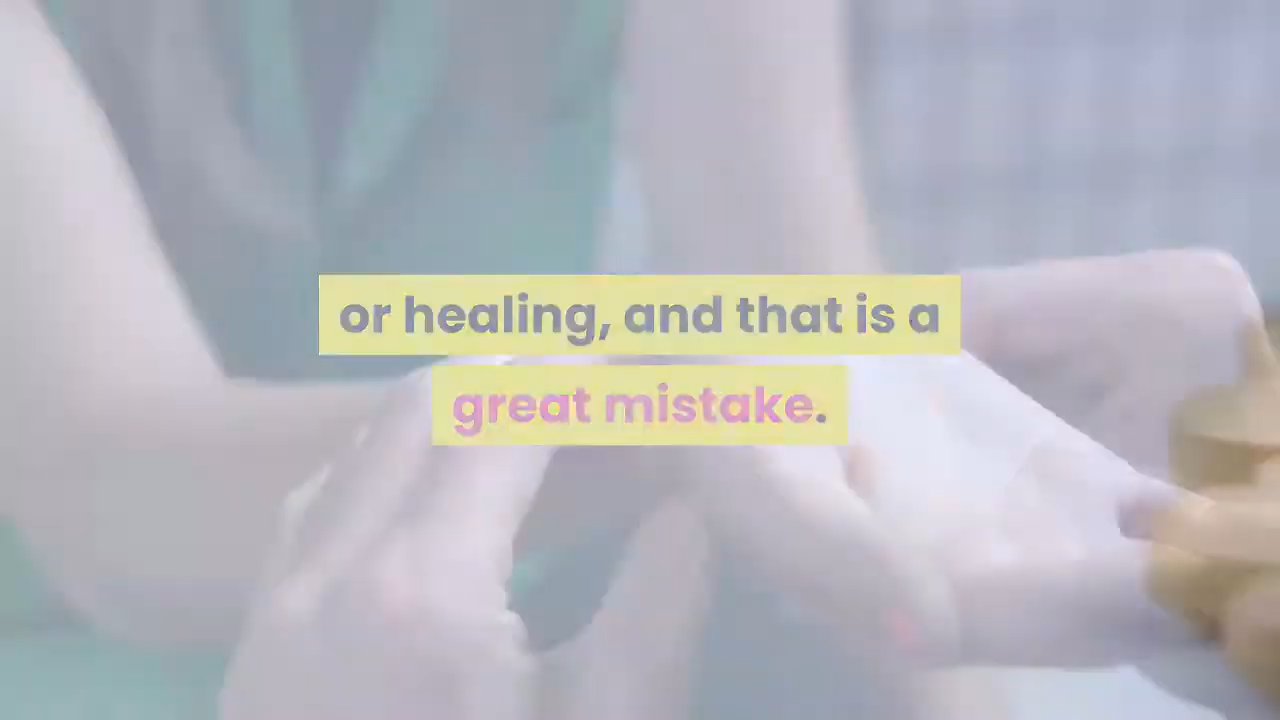 or healing, and that is a
great mistake.